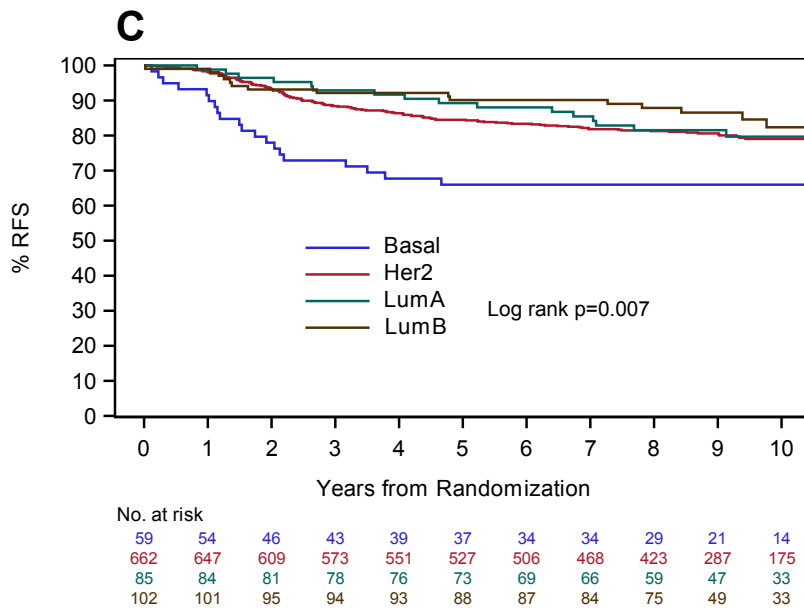 C
100
90
80
70
60
50
40
30
20
10
0
% RFS
Basal
Her2
LumA
LumB
Log rank p=0.007
0 1 2 3 4 5 6 7 8 9 10
Years from Randomization
No. at risk
59 54 46 43 39 37 34 34 29 21 14
662 647 609 573 551 527 506 468 423 287 175
85 84 81 78 76 73 69 66 59 47 33
102 101 95 94 93 88 87 84 75 49 33